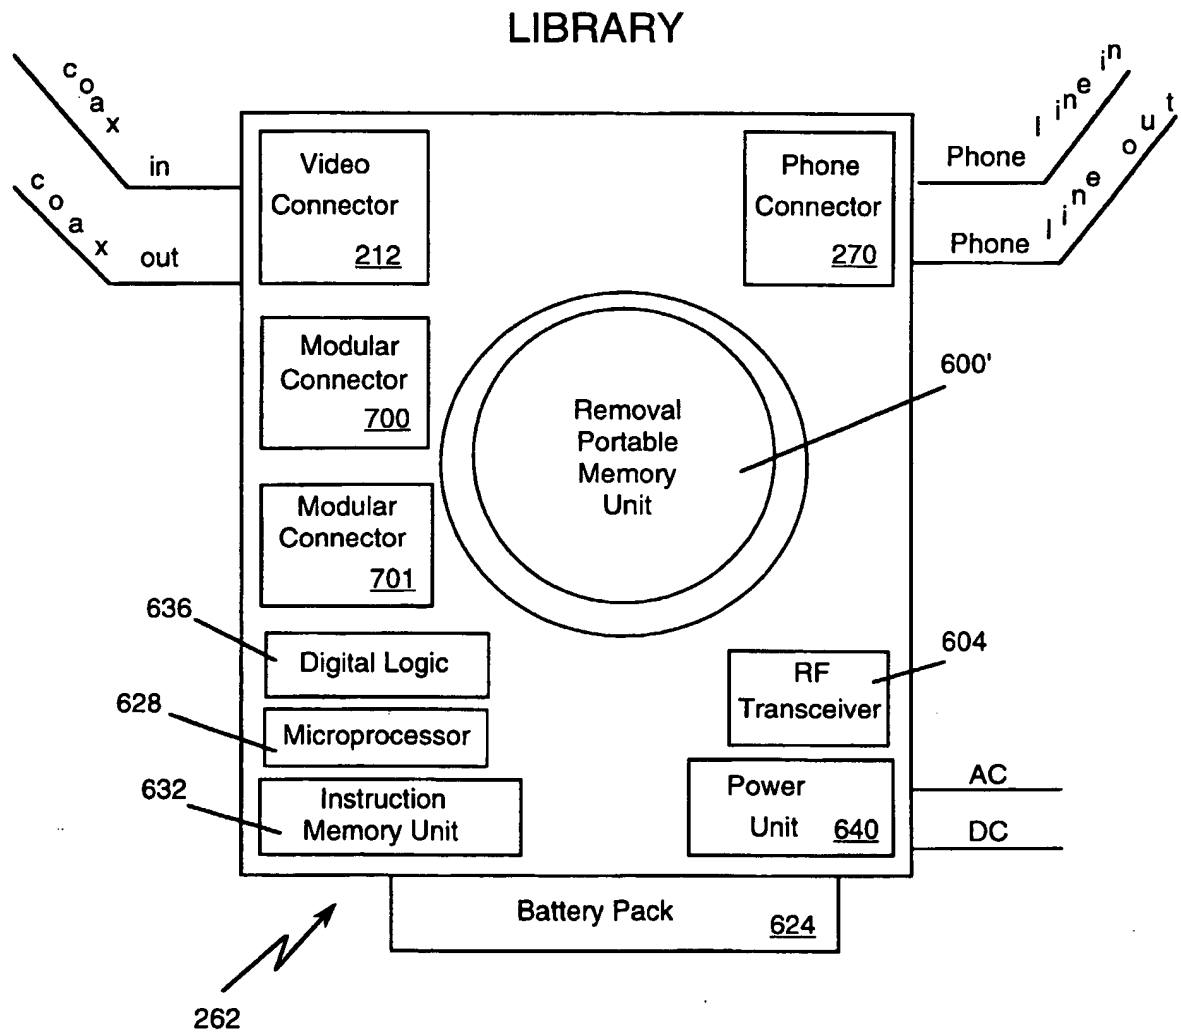 LIBRARY
coax in
coax out
Video
Connector
212
Phone
Connector
270
Phone line in
Phone line out
Modular
Connector
700
Removal
Portable
Memory
Unit
600'
Modular
Connector
701
636
Digital Logic
604
RF
Transceiver
628
Microprocessor
632
Instruction
Memory Unit
Power
Unit 640
AC
DC
Battery Pack 624
262